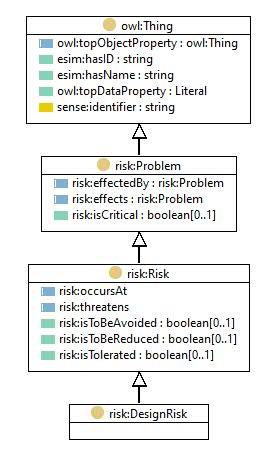 owl:Thing
owl:topObjectProperty : owl:Thing
esim:hasID : string
esim:hasName : string
owl:topDataProperty : Literal
sense:identifier : string
risk:Problem
risk:effectedBy : risk:Problem
risk:effects : risk:Problem
risk:isCritical : boolean[0..1]
risk:Risk
risk:occursAt
risk:threatens
risk:isToBeAvoided : boolean[0..1]
risk:isToBeReduced : boolean[0..1]
risk:isTolerated : boolean[0..1]
risk:DesignRisk